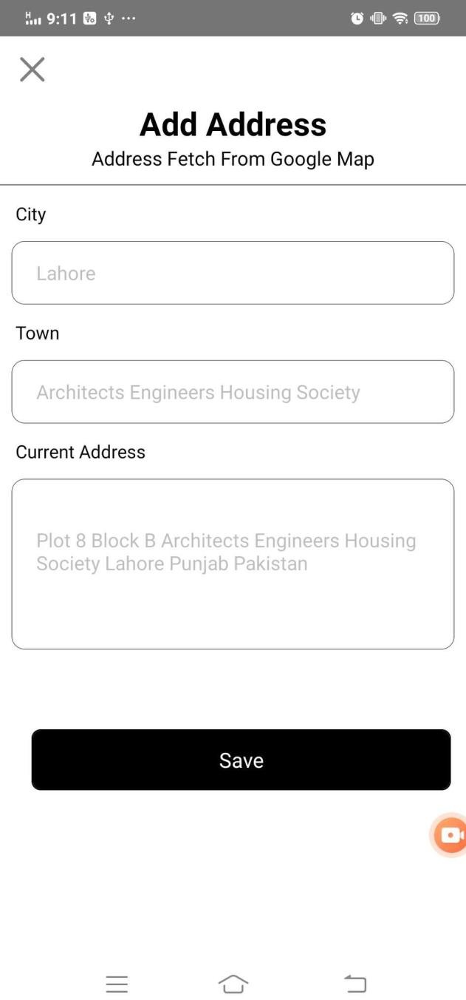 H 9:11
100
Add Address
Address Fetch From Google Map
City
Lahore
Town
Architects Engineers Housing Society
Current Address
Plot 8 Block B Architects Engineers Housing
Society Lahore Punjab Pakistan
Save